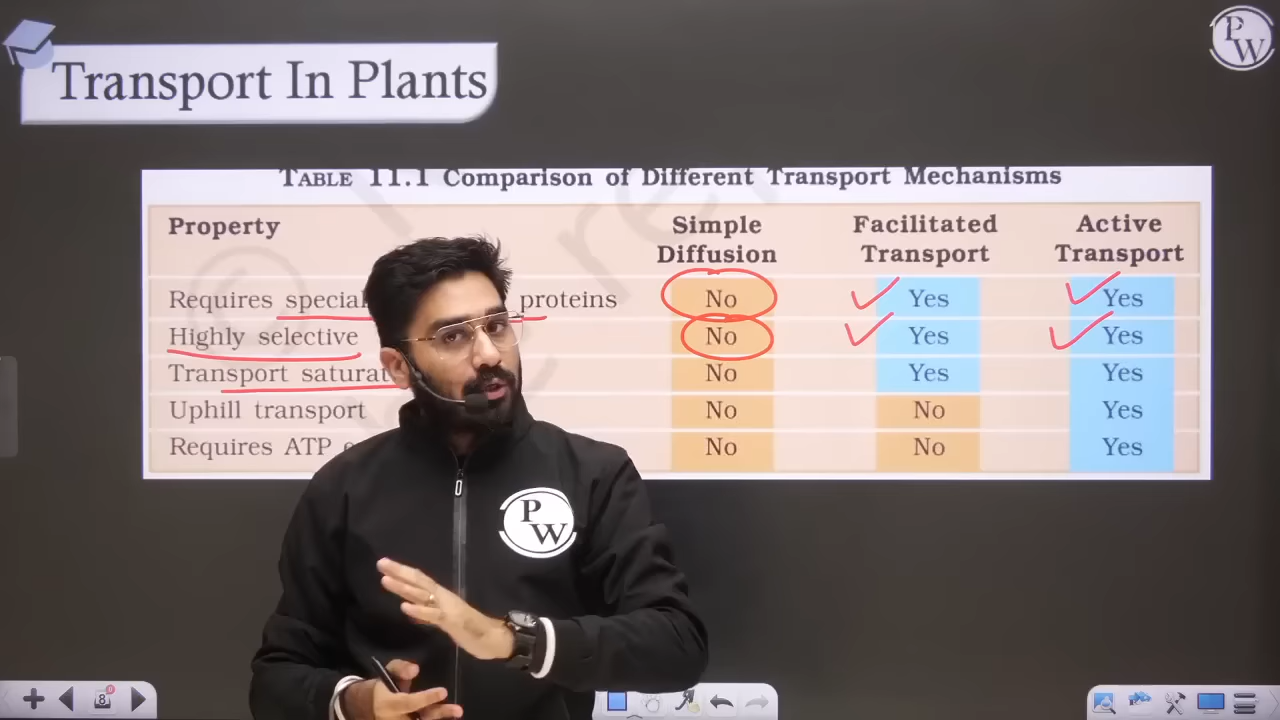 Transport In Plants
PW
TABLE 11.1 Comparison of Different Transport Mechanisms
Property Simple Diffusion Facilitated Transport Active Transport
Requires special proteins No Yes Yes
Highly selective No Yes Yes
Transport No Yes Yes
Uphill transport No No Yes
Requires ATP No No Yes
PW
8